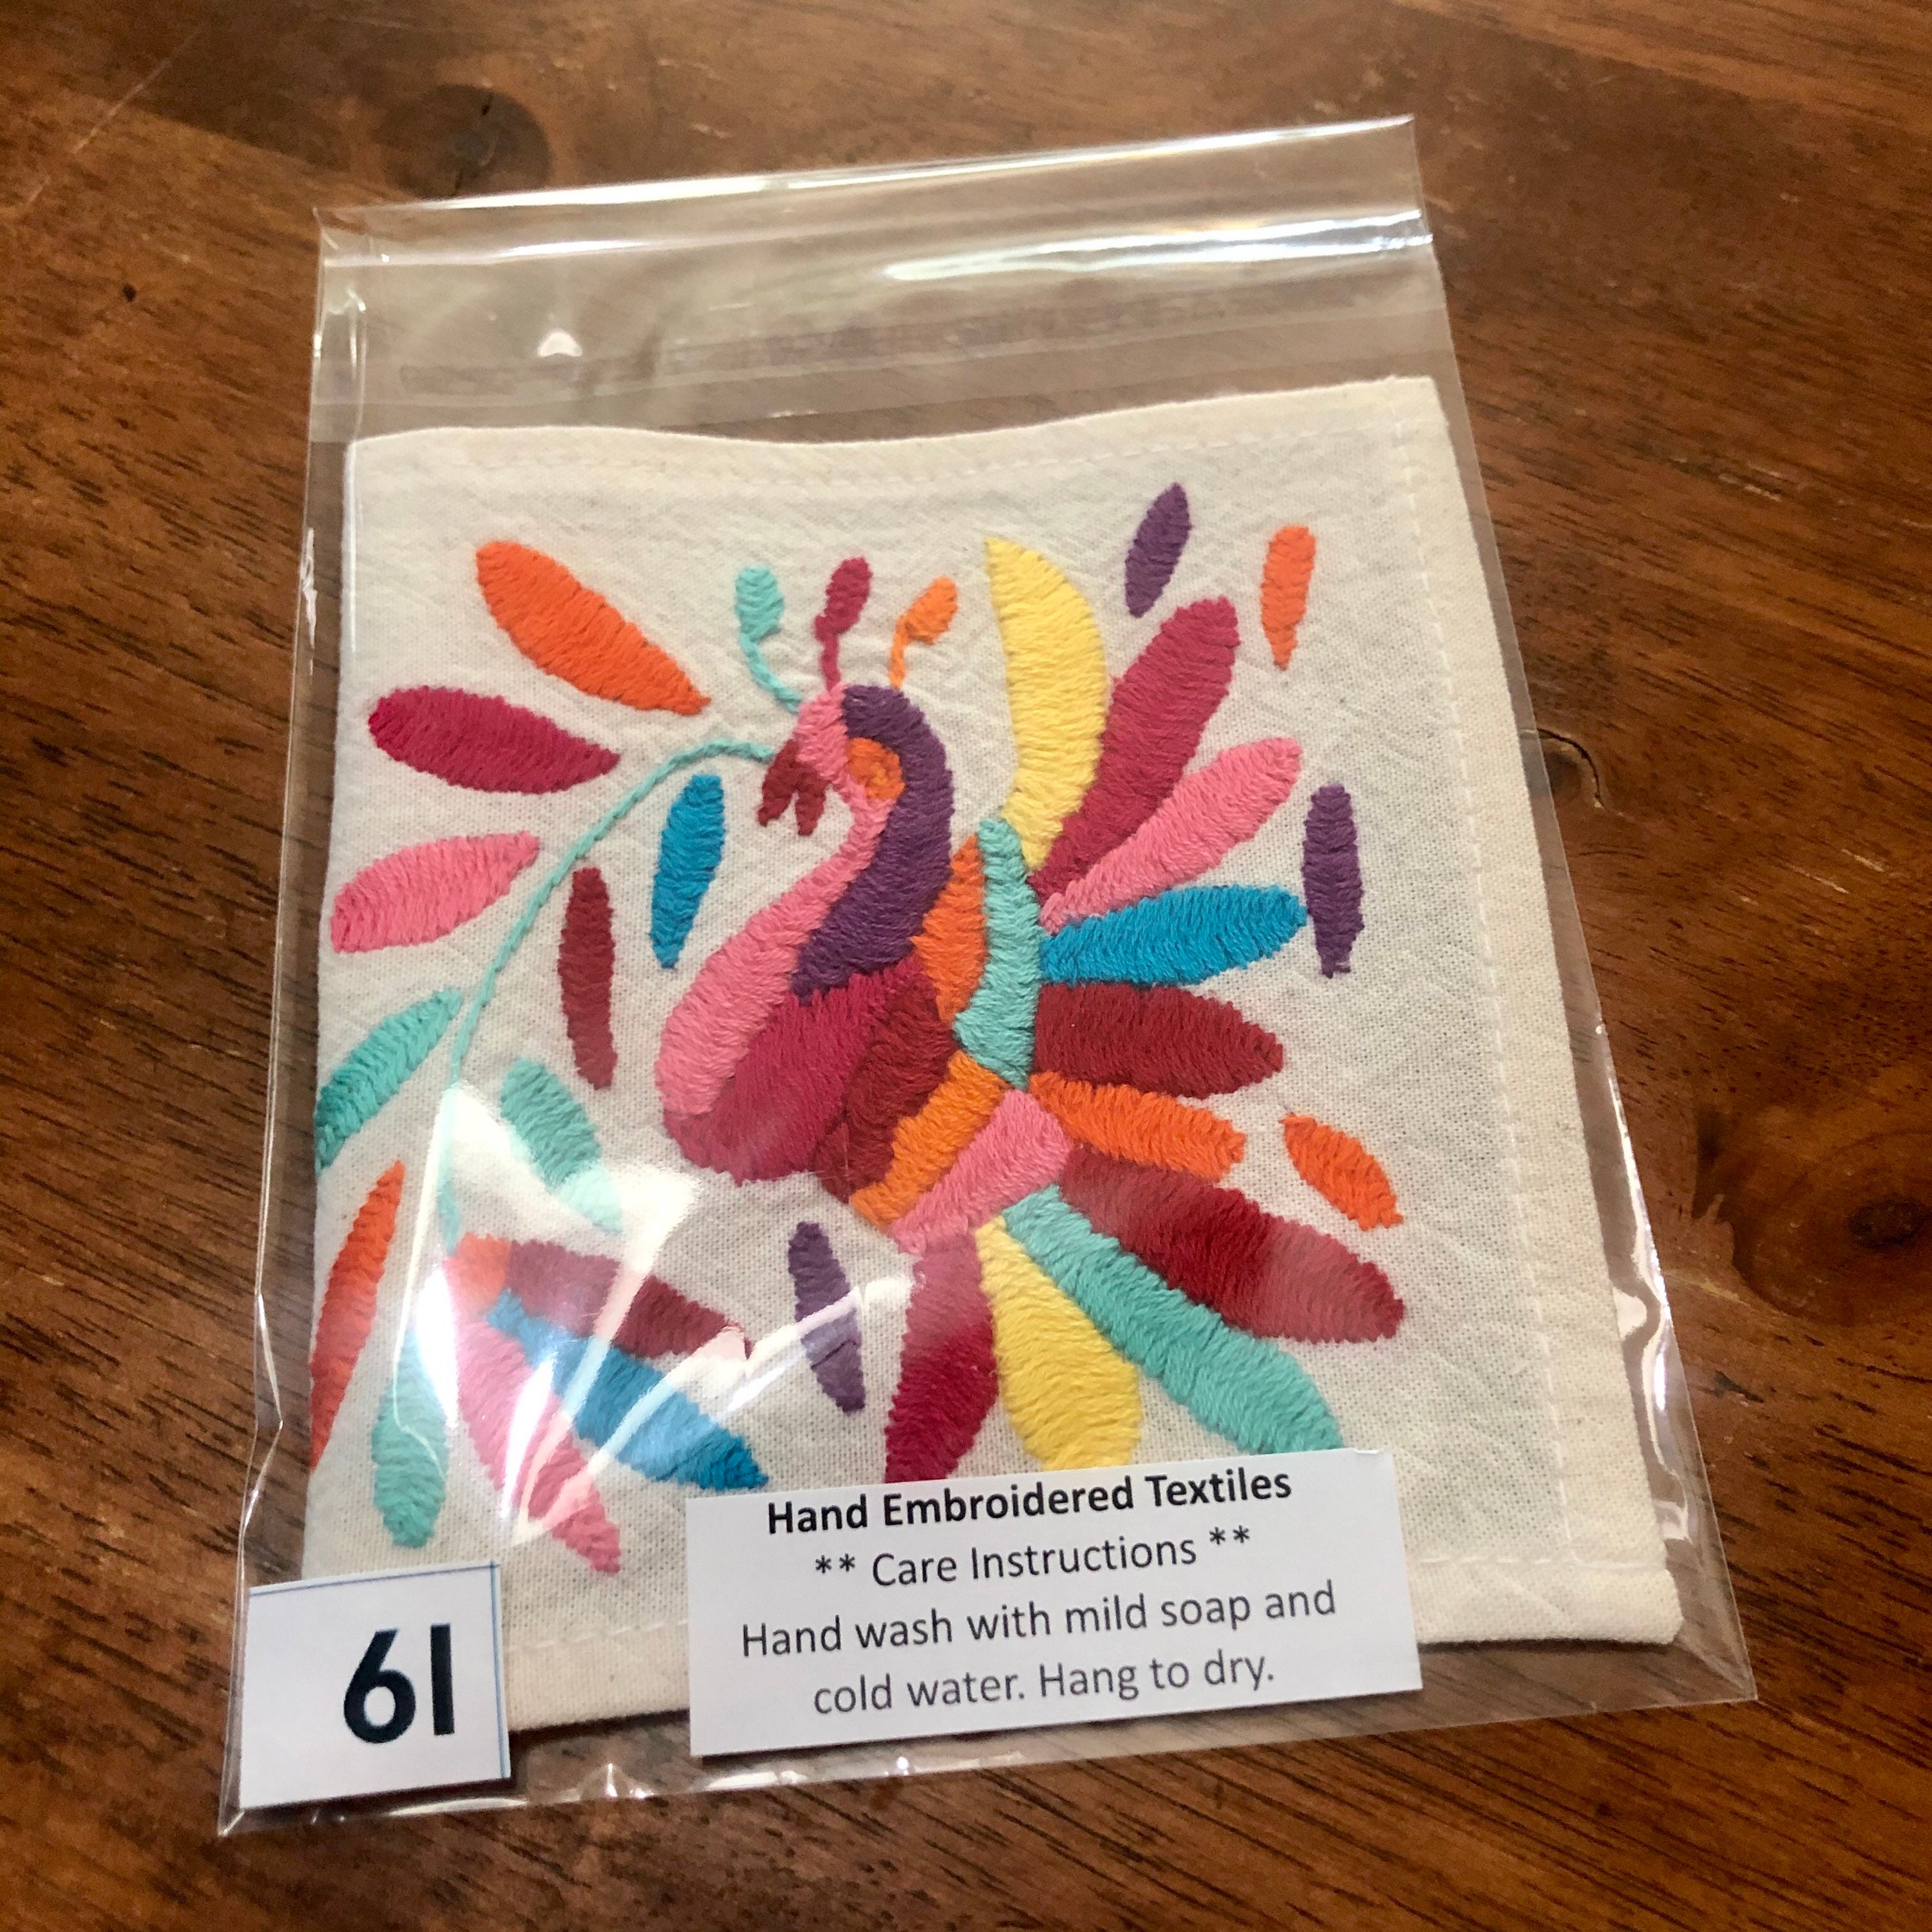 Hand Embroidered Textiles
** Care Instructions **
Hand wash with mild soap and
cold water. Hang to dry.
61